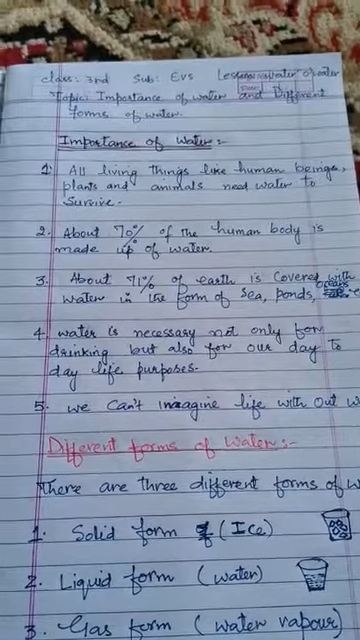 class: 3rd Sub: Evs Lesson: water
Topic: Importance of water and Different
forms of water.
Importance of water:-
1. All living things like human beings,
plants and animals need water to
survive.
2. About 70% of the human body is
made up of water.
3. About 71% of earth is covered with
water in the form of sea, ponds, oceans
4. water is necessary not only for
drinking but also for our day to
day life purposes.
5. we can't imagine life with out w
Different forms of water:-
There are three different forms of w
1. Solid form (Ice)
2. Liquid form (water)
3. Gas form (water vapour)